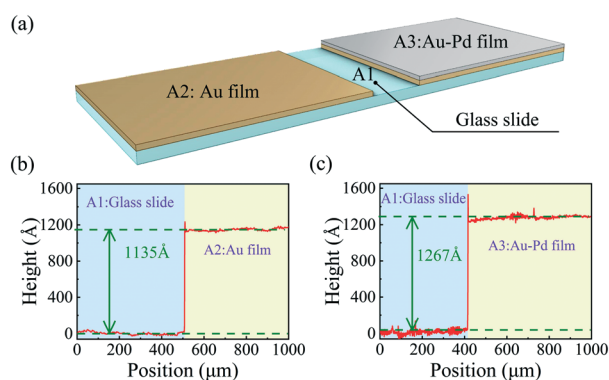 (a)
A3:Au-Pd film
A1
A2: Au film
Glass slide
(b)
1600
1200
800
400
0
Height (Å)
A1:Glass slide
1135Å
A2:Au film
0 200 400 600 800 1000
Position (μm)
(c)
1600
1200
800
400
0
Height (Å)
A1:Glass slide
1267Å
A3:Au-Pd film
0 200 400 600 800 1000
Position (μm)